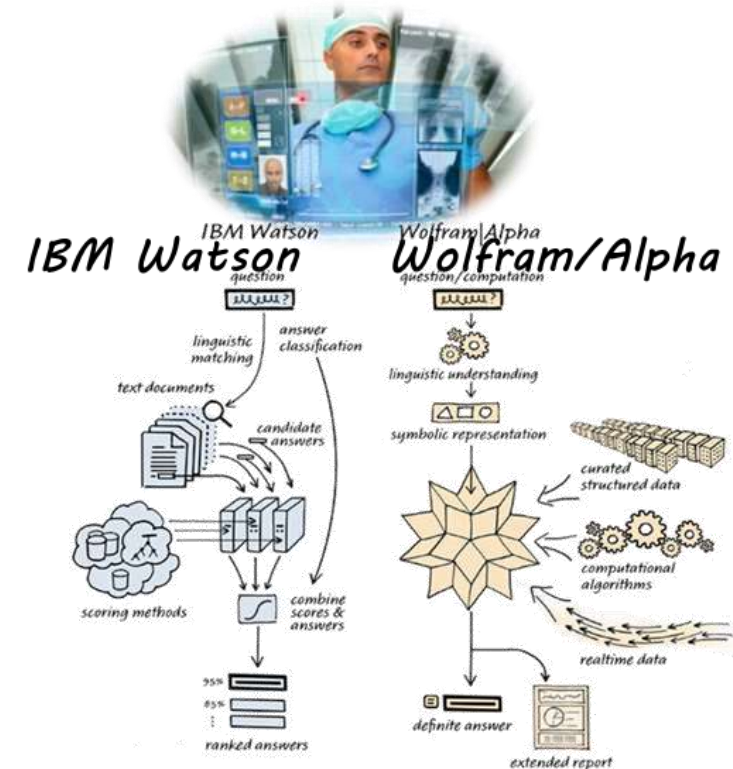 IBM Watson
Wolfram|Alpha
IBM Watson
Wolfram/Alpha
question
question/computation
linguistic
matching
answer
classification
text documents
candidate
answers
scoring methods
combine
scores &
answers
95%
85%
ranked answers
linguistic understanding
symbolic representation
curated
structured data
computational
algorithms
realtime data
definite answer
extended report